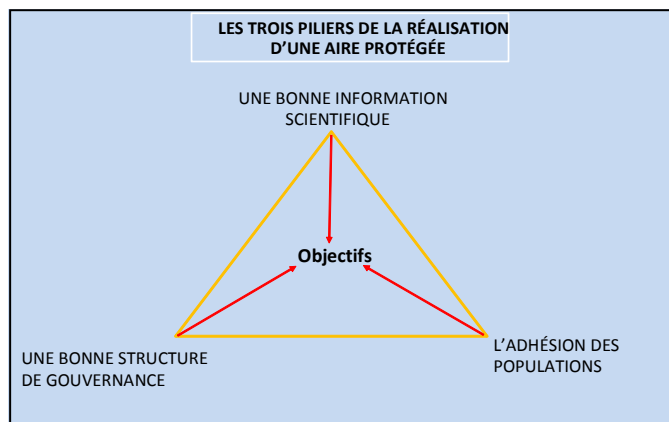 LES TROIS PILIERS DE LA RÉALISATION
D’UNE AIRE PROTÉGÉE
UNE BONNE INFORMATION
SCIENTIFIQUE
Objectifs
UNE BONNE STRUCTURE
DE GOUVERNANCE
L’ADHÉSION DES
POPULATIONS